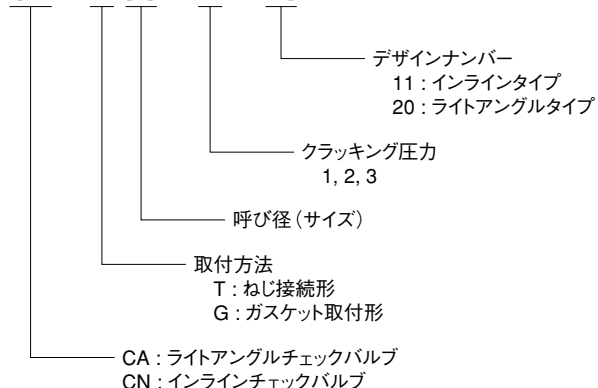 デザインナンバー
11 : インラインタイプ
20 : ライトアングルタイプ
クラッキング圧力
1, 2, 3
呼び径(サイズ)
取付方法
T : ねじ接続形
G : ガスケット取付形
CA : ライトアングルチェックバルブ
CN : インラインチェックバルブ